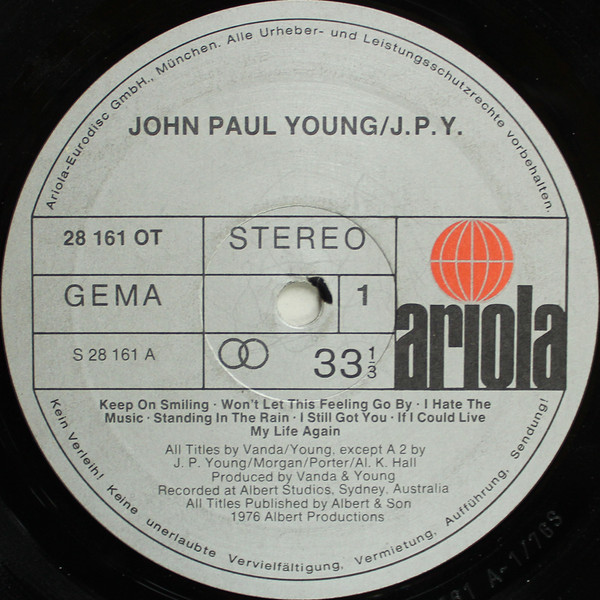 Ariola-Eurodisc GmbH., München. Alle Urheber- und Leistungsschutzrechte vorbehalten.
JOHN PAUL YOUNG/J.P.Y.
28 161 OT
STEREO
GEMA
1
S 28 161 A
33 1/3
ariola
Keep On Smiling · Won't Let This Feeling Go By · I Hate The
Music · Standing In The Rain · I Still Got You · If I Could Live
My Life Again
All Titles by Vanda/Young, except A 2 by
J. P. Young/Morgan/Porter/Al. K. Hall
Produced by Vanda & Young
Recorded at Albert Studios, Sydney, Australia
All Titles Published by Albert & Son
1976 Albert Productions
Kein Verleih! Keine unerlaubte Vervielfältigung, Vermietung, Aufführung, Sendung!
A-1/76S